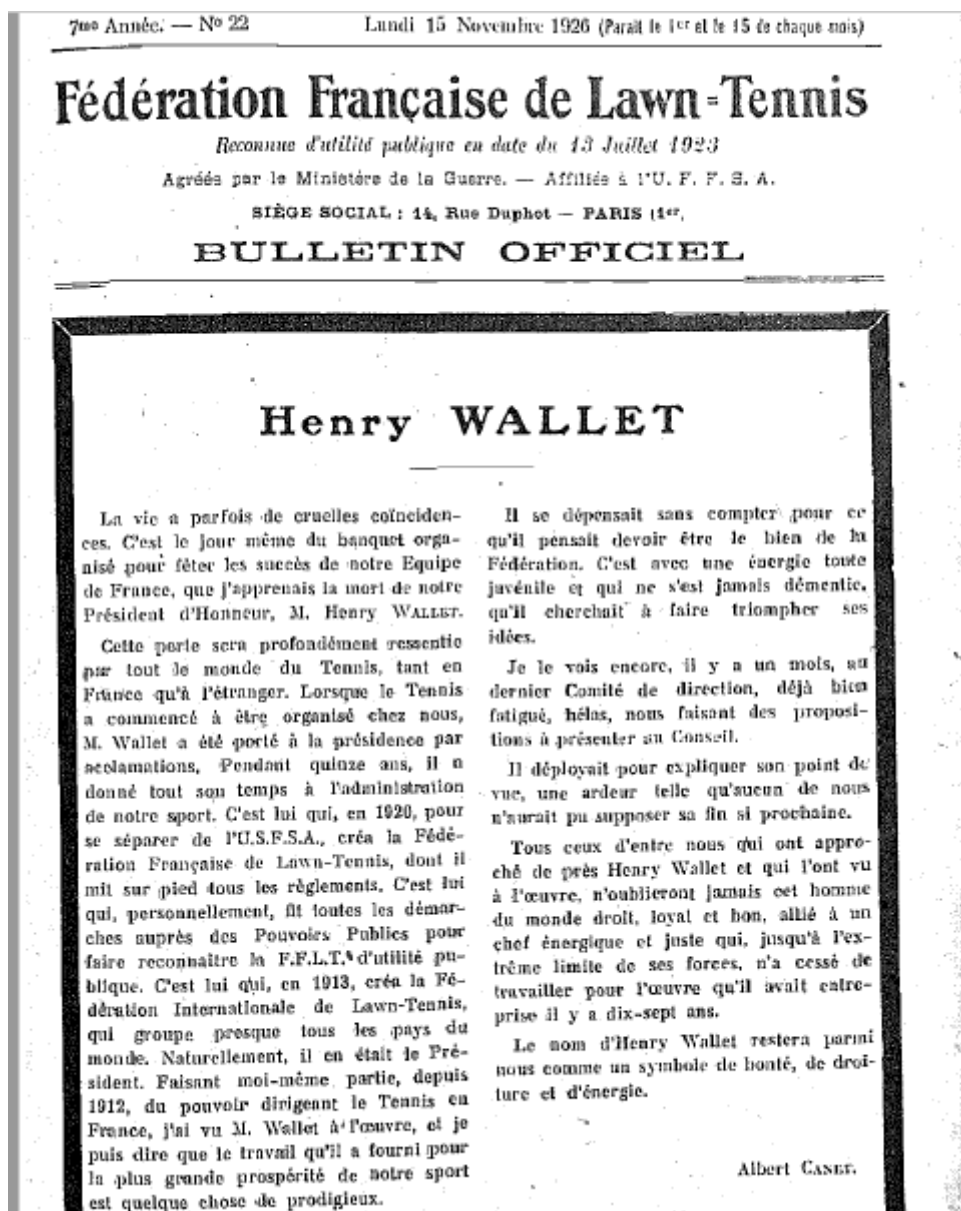 7me Année. — No 22 Lundi 15 Novembre 1926 (Parait le 1er et le 15 de chaque mois)
Fédération Française de Lawn=Tennis
Reconnue d'utilité publique en date du 13 Juillet 1923
Agréée par le Ministère de la Guerre. — Affiliée à l'U. F. F. S. A.
SIÈGE SOCIAL : 14, Rue Duphot — PARIS (1er,
BULLETIN OFFICIEL
Henry WALLET
La vie a parfois de cruelles coïnciden-
ces. C'est le jour même du banquet orga-
nisé pour fêter les succès de notre Equipe
de France, que j'apprenais la mort de notre
Président d'Honneur, M. Henry WALLET.
Cette perte sera profondément ressentie
par tout le monde du Tennis, tant en
France qu'à l'étranger. Lorsque le Tennis
a commencé à être organisé chez nous,
M. Wallet a été porté à la présidence par
acclamations. Pendant quinze ans, il a
donné tout son temps à l'administration
de notre sport. C'est lui qui, en 1920, pour
se séparer de l'U.S.F.S.A., créa la Fédé-
ration Française de Lawn-Tennis, dont il
mit sur pied tous les règlements. C'est lui
qui, personnellement, fit toutes les démar-
ches auprès des Pouvoirs Publics pour
faire reconnaître la F.F.L.T. d'utilité pu-
blique. C'est lui qui, en 1913, créa la Fé-
dération Internationale de Lawn-Tennis,
qui groupe presque tous les pays du
monde. Naturellement, il en était le Pré-
sident. Faisant moi-même partie, depuis
1912, du pouvoir dirigeant le Tennis en
France, j'ai vu M. Wallet à l'œuvre, et je
puis dire que le travail qu'il a fourni pour
la plus grande prospérité de notre sport
est quelque chose de prodigieux.
Il se dépensait sans compter pour ce
qu'il pensait devoir être le bien de la
Fédération. C'est avec une énergie toute
juvénile et qui ne s'est jamais démentie,
qu'il cherchait à faire triompher ses
idées.
Je le vois encore, il y a un mois, au
dernier Comité de direction, déjà bien
fatigué, hélas, nous faisant des proposi-
tions à présenter au Conseil.
Il déployait pour expliquer son point de
vue, une ardeur telle qu'aucun de nous
n'aurait pu supposer sa fin si prochaine.
Tous ceux d'entre nous qui ont appro-
ché de près Henry Wallet et qui l'ont vu
à l'œuvre, n'oublieront jamais cet homme
du monde droit, loyal et bon, allié à un
chef énergique et juste qui, jusqu'à l'ex-
trême limite de ses forces, n'a cessé de
travailler pour l'œuvre qu'il avait entre-
prise il y a dix-sept ans.
Le nom d'Henry Wallet restera parmi
nous comme un symbole de bonté, de droi-
ture et d'énergie.
Albert CANET.